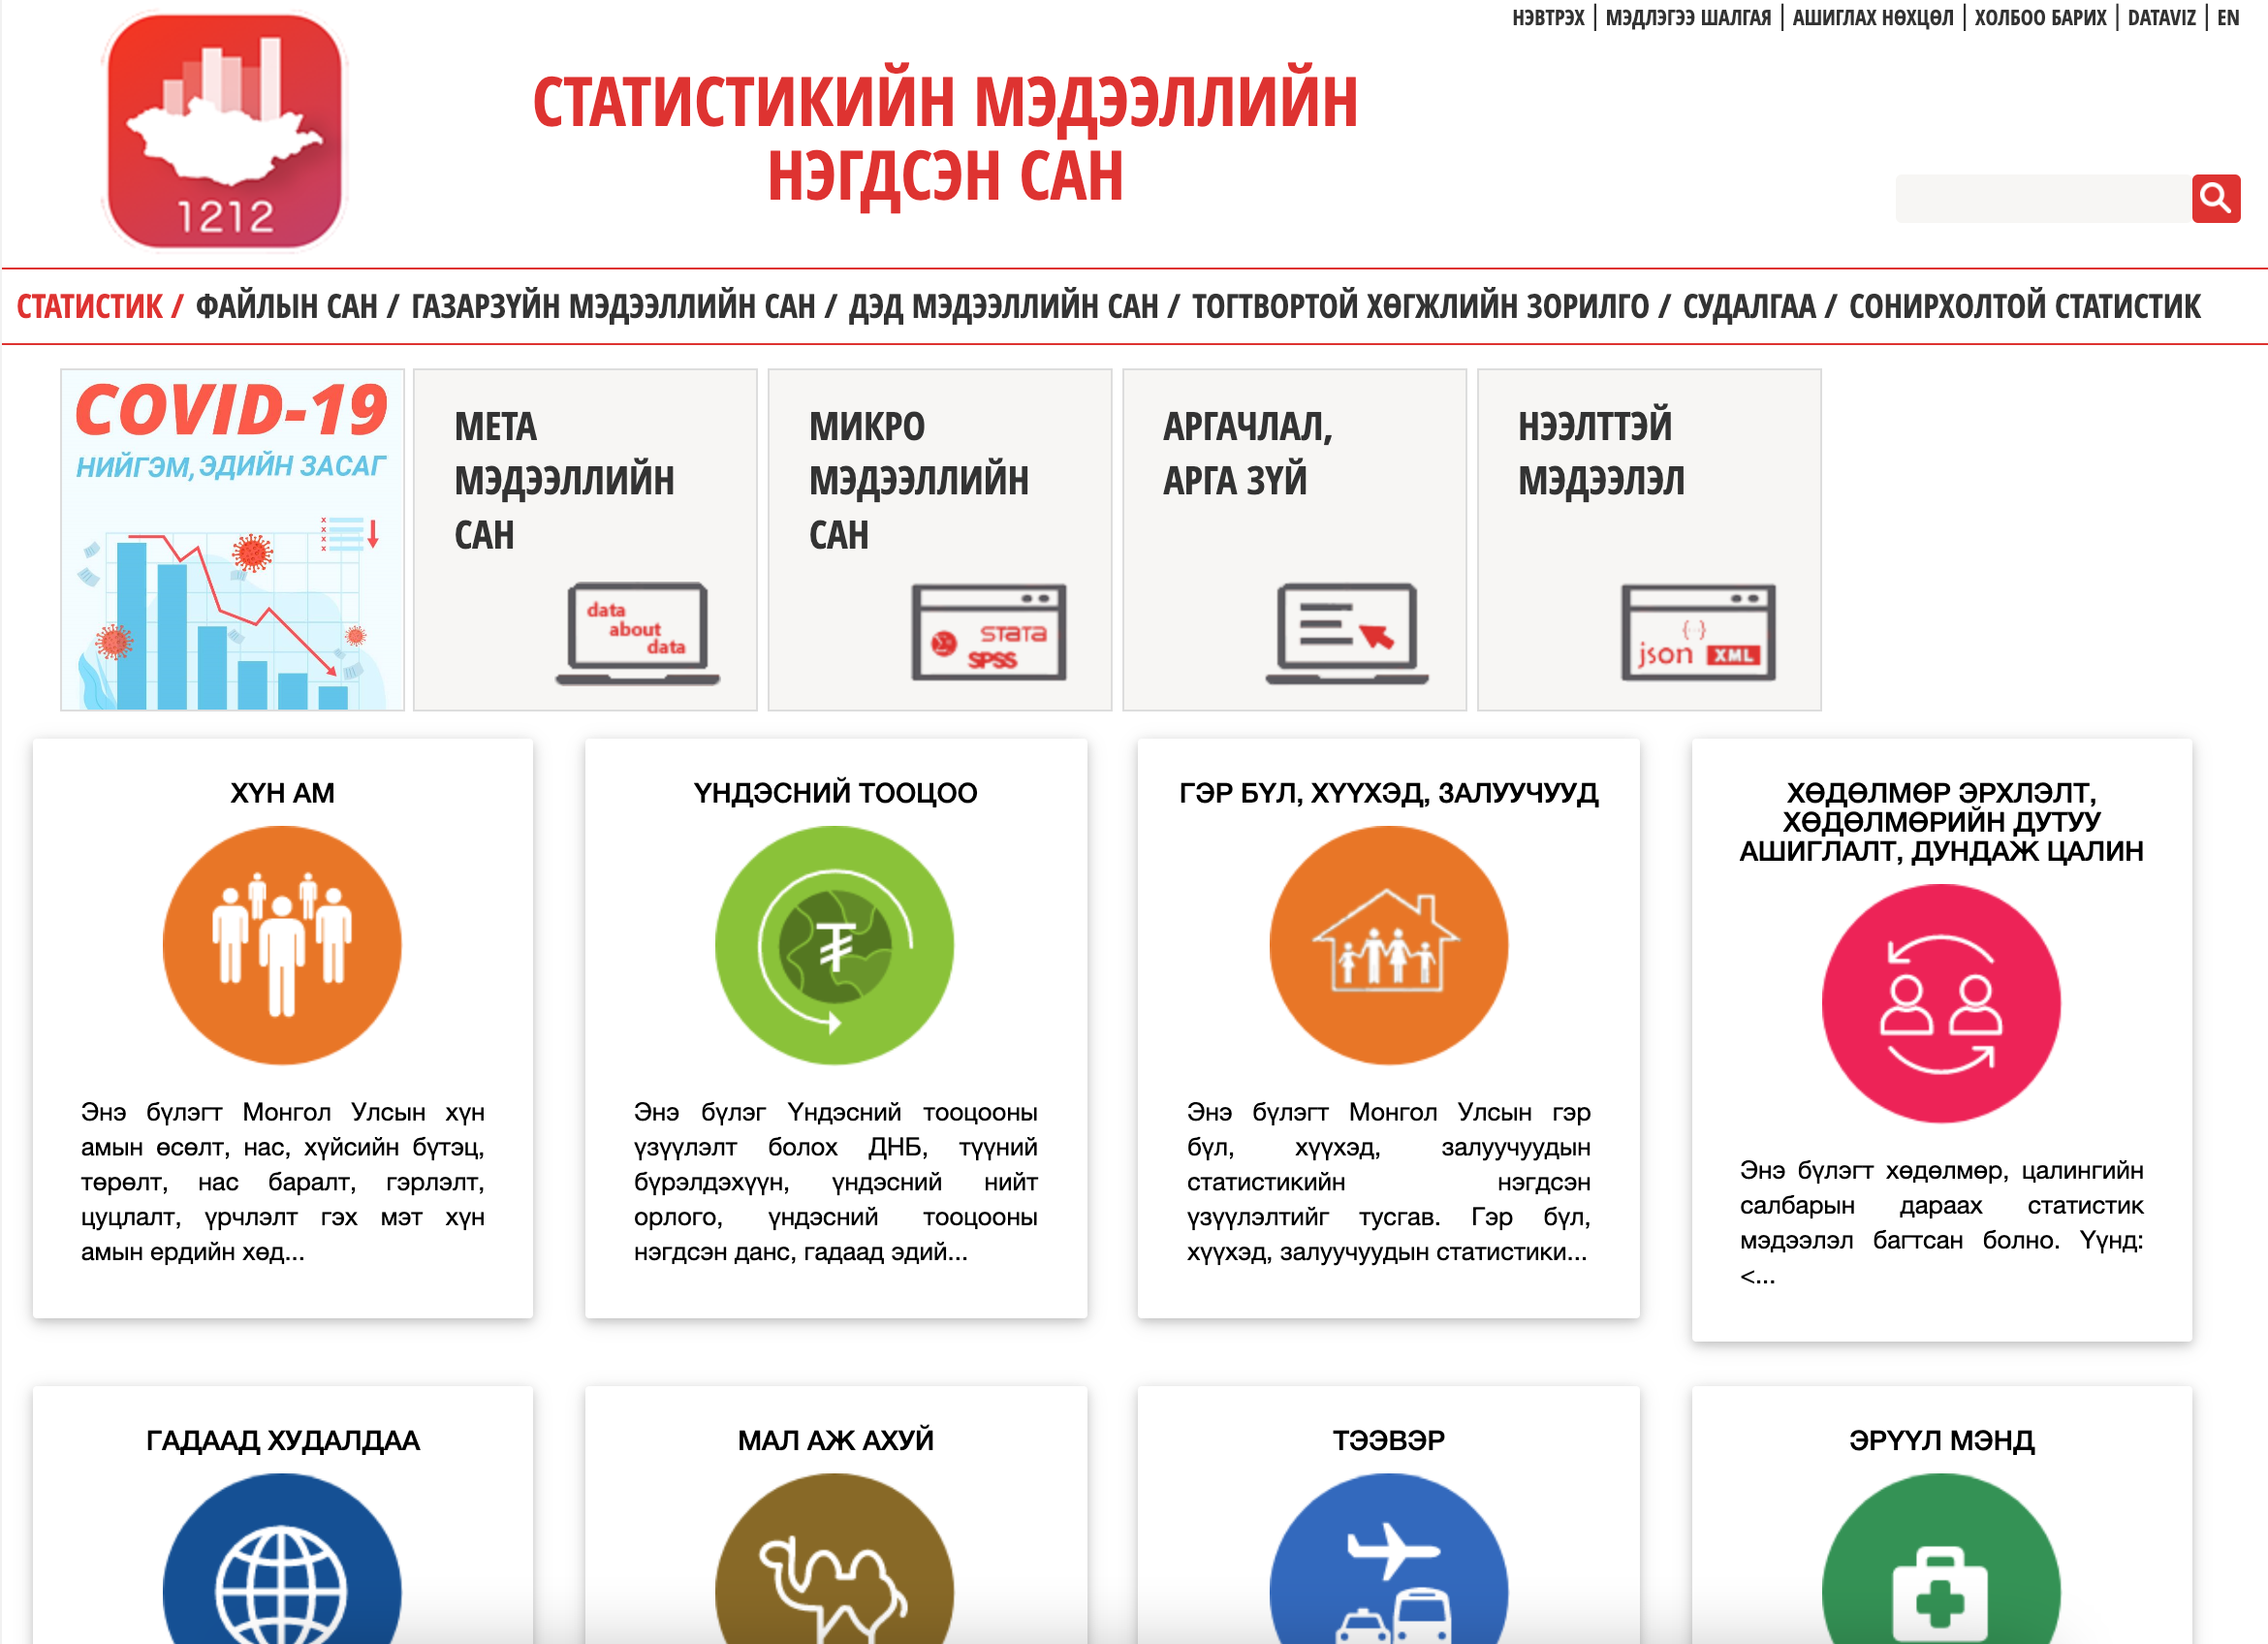 НЭВТРЭХ | МЭДЛЭГЭЭ ШАЛГАЯ | АШИГЛАХ НӨХЦӨЛ | ХОЛБОО БАРИХ | DATAVIZ | EN
1212
СТАТИСТИКИЙН МЭДЭЭЛЛИЙН
НЭГДСЭН САН
СТАТИСТИК / ФАЙЛЫН САН / ГАЗАРЗҮЙН МЭДЭЭЛЛИЙН САН / ДЭД МЭДЭЭЛЛИЙН САН / ТОГТВОРТОЙ ХӨГЖЛИЙН ЗОРИЛГО / СУДАЛГАА / СОНИРХОЛТОЙ СТАТИСТИК
COVID-19
НИЙГЭМ, ЭДИЙН ЗАСАГ
МЕТА
МЭДЭЭЛЛИЙН
САН
data
about
data
МИКРО
МЭДЭЭЛЛИЙН
САН
STATA
SPSS
АРГАЧЛАЛ,
АРГА ЗҮЙ
НЭЭЛТТЭЙ
МЭДЭЭЛЭЛ
{··}
json XML
ХҮН АМ
Энэ бүлэгт Монгол Улсын хүн
амын өсөлт, нас, хүйсийн бүтэц,
төрөлт, нас баралт, гэрлэлт,
цуцлалт, үрчлэлт гэх мэт хүн
амын ердийн хөд...
ҮНДЭСНИЙ ТООЦОО
₮
Энэ бүлэг Үндэсний тооцооны
үзүүлэлт болох ДНБ, түүний
бүрэлдэхүүн, үндэсний нийт
орлого, үндэсний тооцооны
нэгдсэн данс, гадаад эдий...
ГЭР БҮЛ, ХҮҮХЭД, ЗАЛУУЧУУД
Энэ бүлэгт Монгол Улсын гэр
бүл, хүүхэд, залуучуудын
статистикийн нэгдсэн
үзүүлэлтийг тусгав. Гэр бүл,
хүүхэд, залуучуудын статистики...
ХӨДӨЛМӨР ЭРХЛЭЛТ,
ХӨДӨЛМӨРИЙН ДУТУУ
АШИГЛАЛТ, ДУНДАЖ ЦАЛИН
Энэ бүлэгт хөдөлмөр, цалингийн
салбарын дараах статистик
мэдээлэл багтсан болно. Үүнд:
<...
ГАДААД ХУДАЛДАА
МАЛ АЖ АХУЙ
ТЭЭВЭР
ЭРҮҮЛ МЭНД